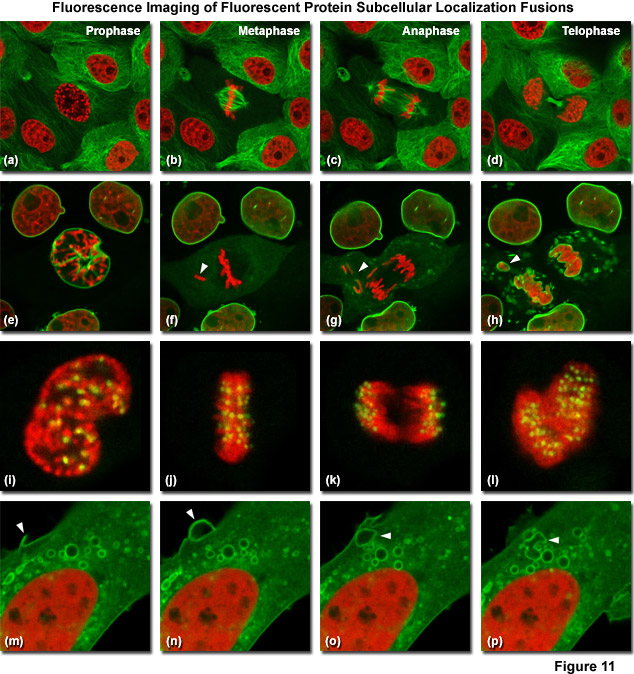 Fluorescence Imaging of Fluorescent Protein Subcellular Localization Fusions
Prophase
Metaphase
Anaphase
Telophase
(a)
(b)
(c)
(d)
(e)
(f)
(g)
(h)
(i)
(j)
(k)
(l)
(m)
(n)
(o)
(p)
Figure 11